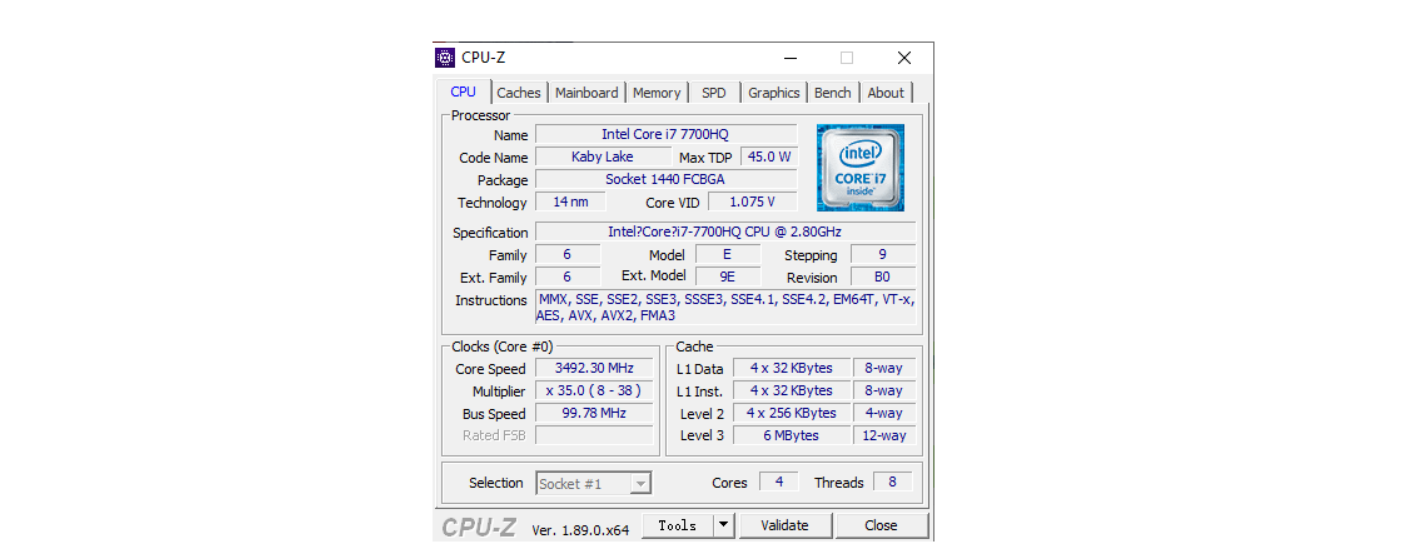 CPU-Z
CPU Caches Mainboard Memory SPD Graphics Bench About
Processor
Name Intel Core i7 7700HQ
Code Name Kaby Lake Max TDP 45.0 W
Package Socket 1440 FCBGA
Technology 14 nm Core VID 1.075 V
intel
CORE i7
inside
Specification Intel?Core?i7-7700HQ CPU @ 2.80GHz
Family 6 Model E Stepping 9
Ext. Family 6 Ext. Model 9E Revision B0
Instructions MMX, SSE, SSE2, SSE3, SSSE3, SSE4.1, SSE4.2, EM64T, VT-x,
AES, AVX, AVX2, FMA3
Clocks (Core #0)
Core Speed 3492.30 MHz
Multiplier x 35.0 ( 8 - 38 )
Bus Speed 99.78 MHz
Rated FSB
Cache
L1 Data 4 x 32 KBytes 8-way
L1 Inst. 4 x 32 KBytes 8-way
Level 2 4 x 256 KBytes 4-way
Level 3 6 MBytes 12-way
Selection Socket #1 Cores 4 Threads 8
CPU-Z Ver. 1.89.0.x64 Tools Validate Close